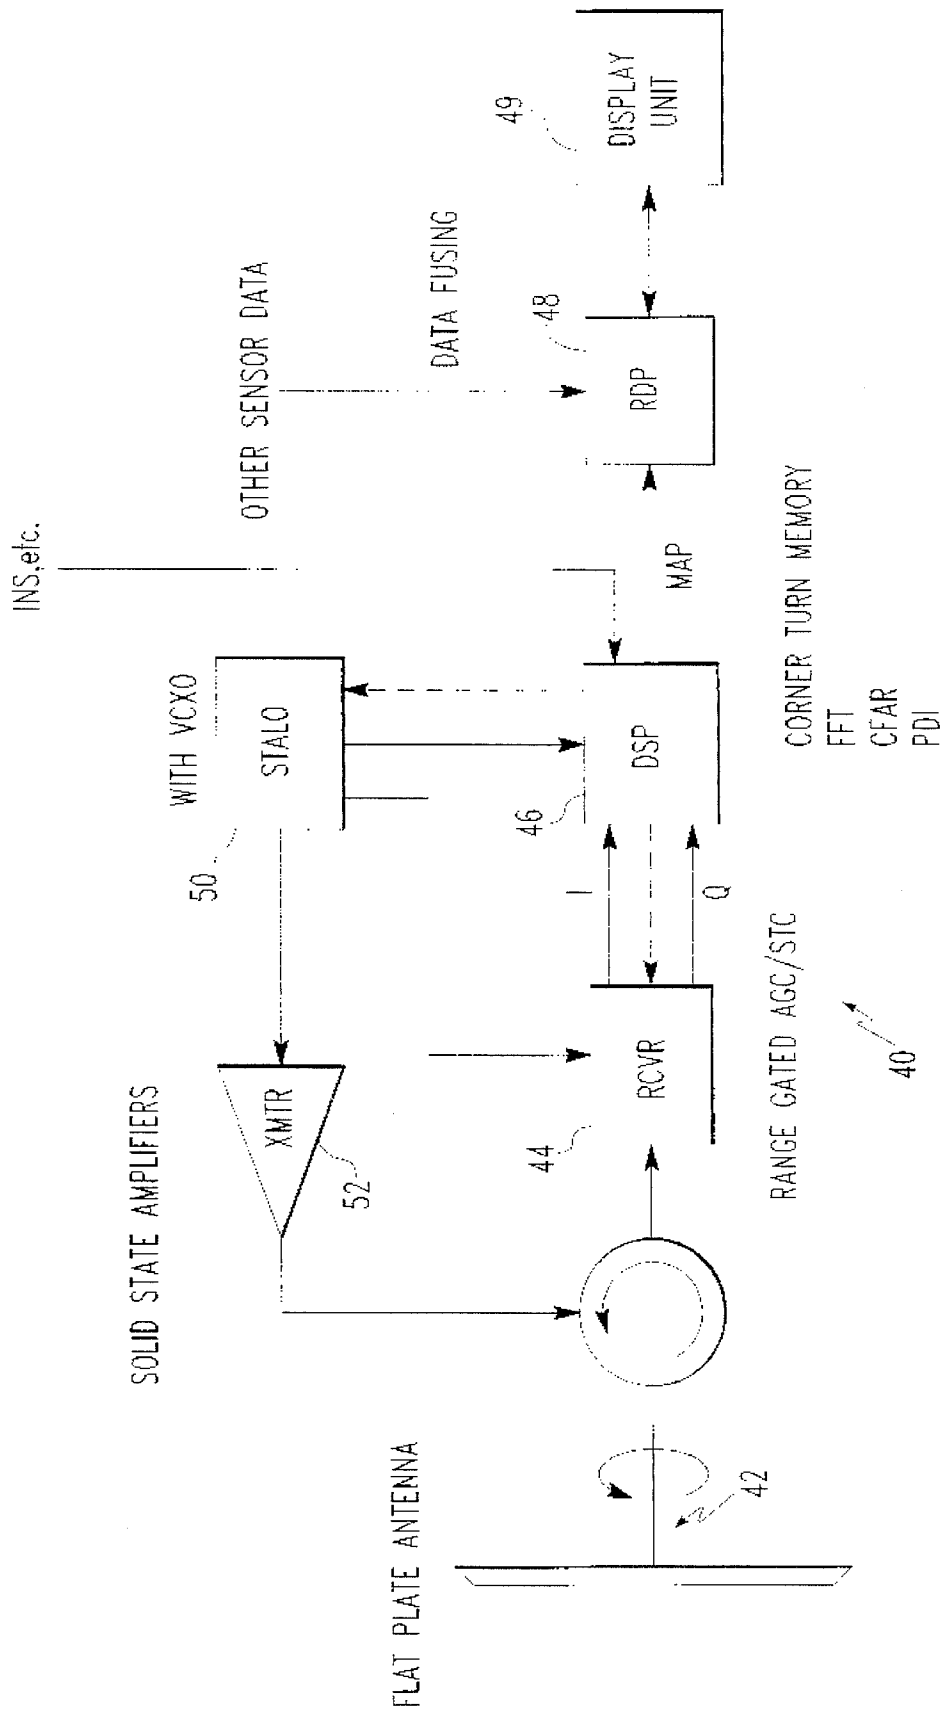 INS,etc.
OTHER SENSOR DATA
DATA FUSING
WITH VCXO
50
STALO
SOLID STATE AMPLIFIERS
XMTR
52
FLAT PLATE ANTENNA
42
44
RCVR
RANGE GATED AGC/STC
40
I
Q
46
DSP
CORNER TURN MEMORY
FFT
CFAR
PDI
MAP
48
RDP
49
DISPLAY
UNIT